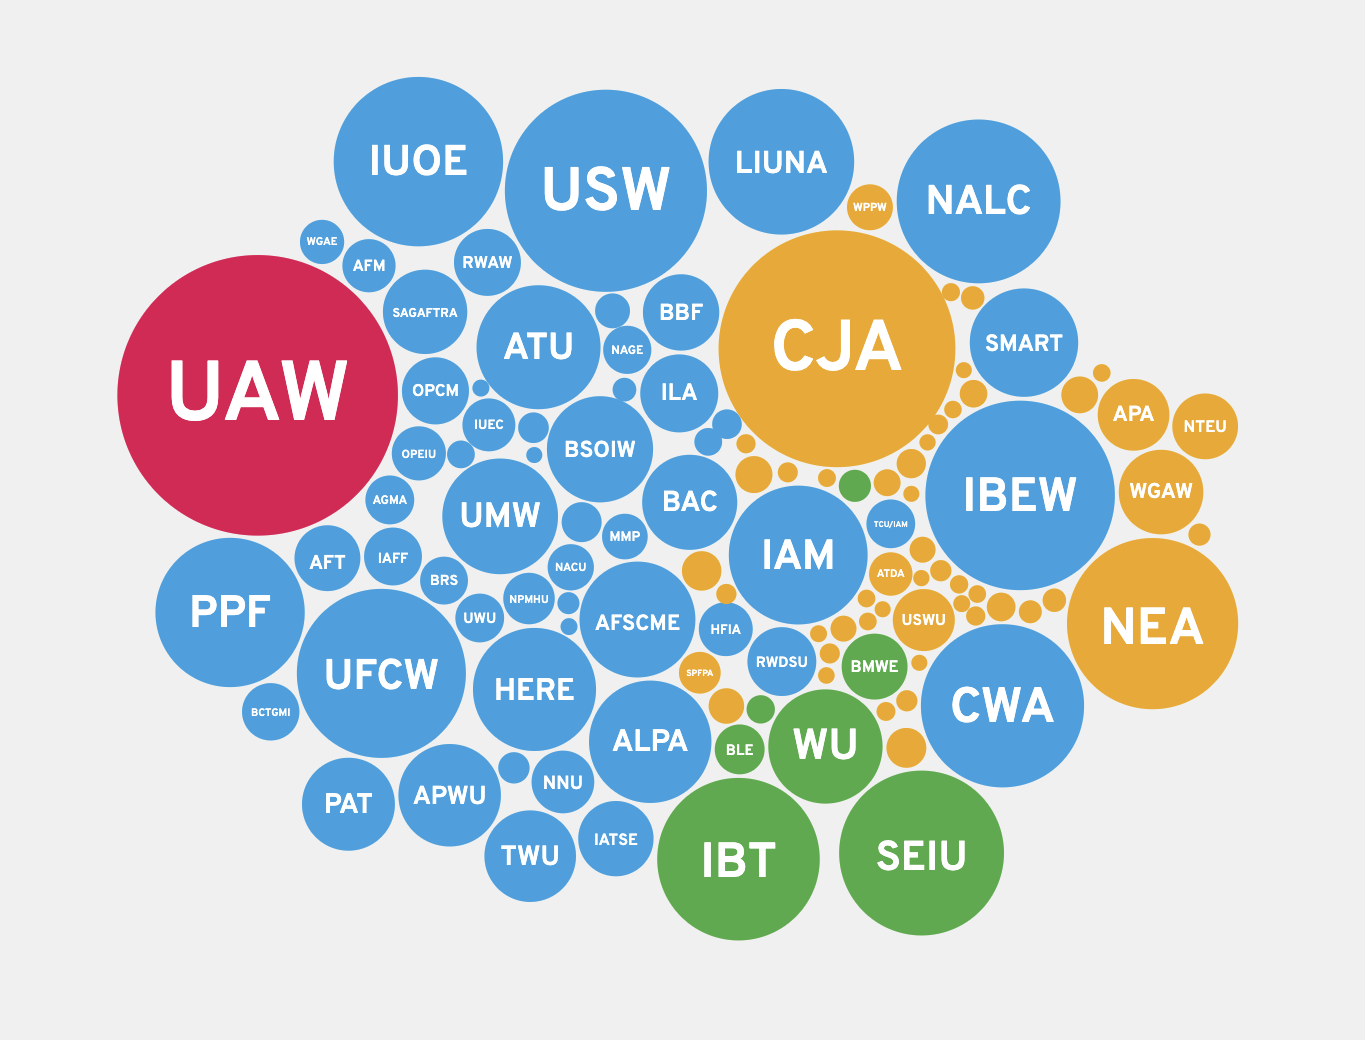 IUOE
USW
LIUNA
NALC
WPPW
WGAE
AFM
RWAW
SAGAFTRA
BBF
CJA
SMART
ATU
NAGE
UAW
OPCM
ILA
IUEC
APA
NTEU
OPEIU
BSOIW
AGMA
UMW
BAC
IBEW
WGAW
TCU/IAM
MMP
IAM
AFT
IAFF
BRS
NACU
ATDA
PPF
NPMHU
UWU
AFSCME
HFIA
USWU
NEA
UFCW
HERE
SPFPA
RWDSU
BMWE
CWA
BCTGMI
ALPA
BLE
WU
PAT
APWU
NNU
TWU
IATSE
IBT
SEIU